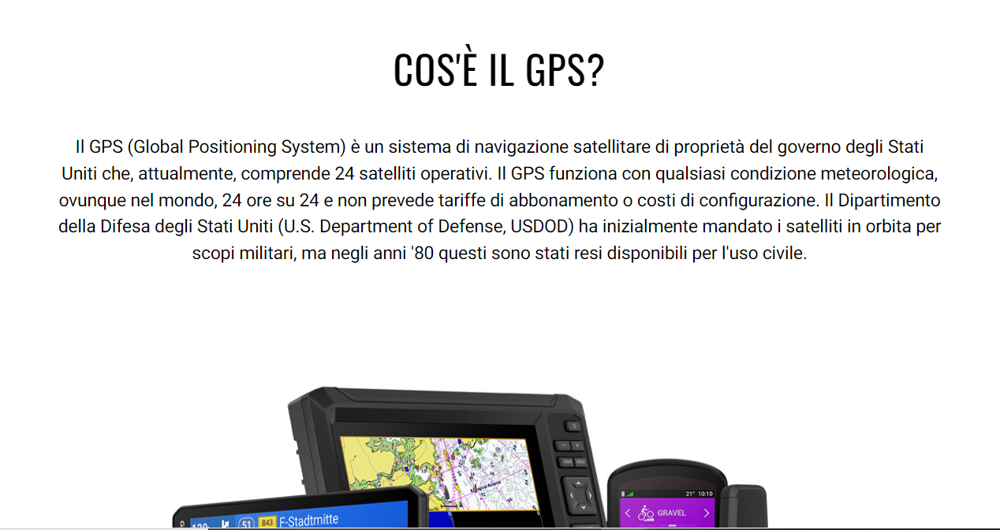 COS'È IL GPS?
Il GPS (Global Positioning System) è un sistema di navigazione satellitare di proprietà del governo degli Stati
Uniti che, attualmente, comprende 24 satelliti operativi. Il GPS funziona con qualsiasi condizione meteorologica,
ovunque nel mondo, 24 ore su 24 e non prevede tariffe di abbonamento o costi di configurazione. Il Dipartimento
della Difesa degli Stati Uniti (U.S. Department of Defense, USDOD) ha inizialmente mandato i satelliti in orbita per
scopi militari, ma negli anni '80 questi sono stati resi disponibili per l'uso civile.
HOME MENU
21° 10:10
GRAVEL
51 B43 F-Stadtmitte